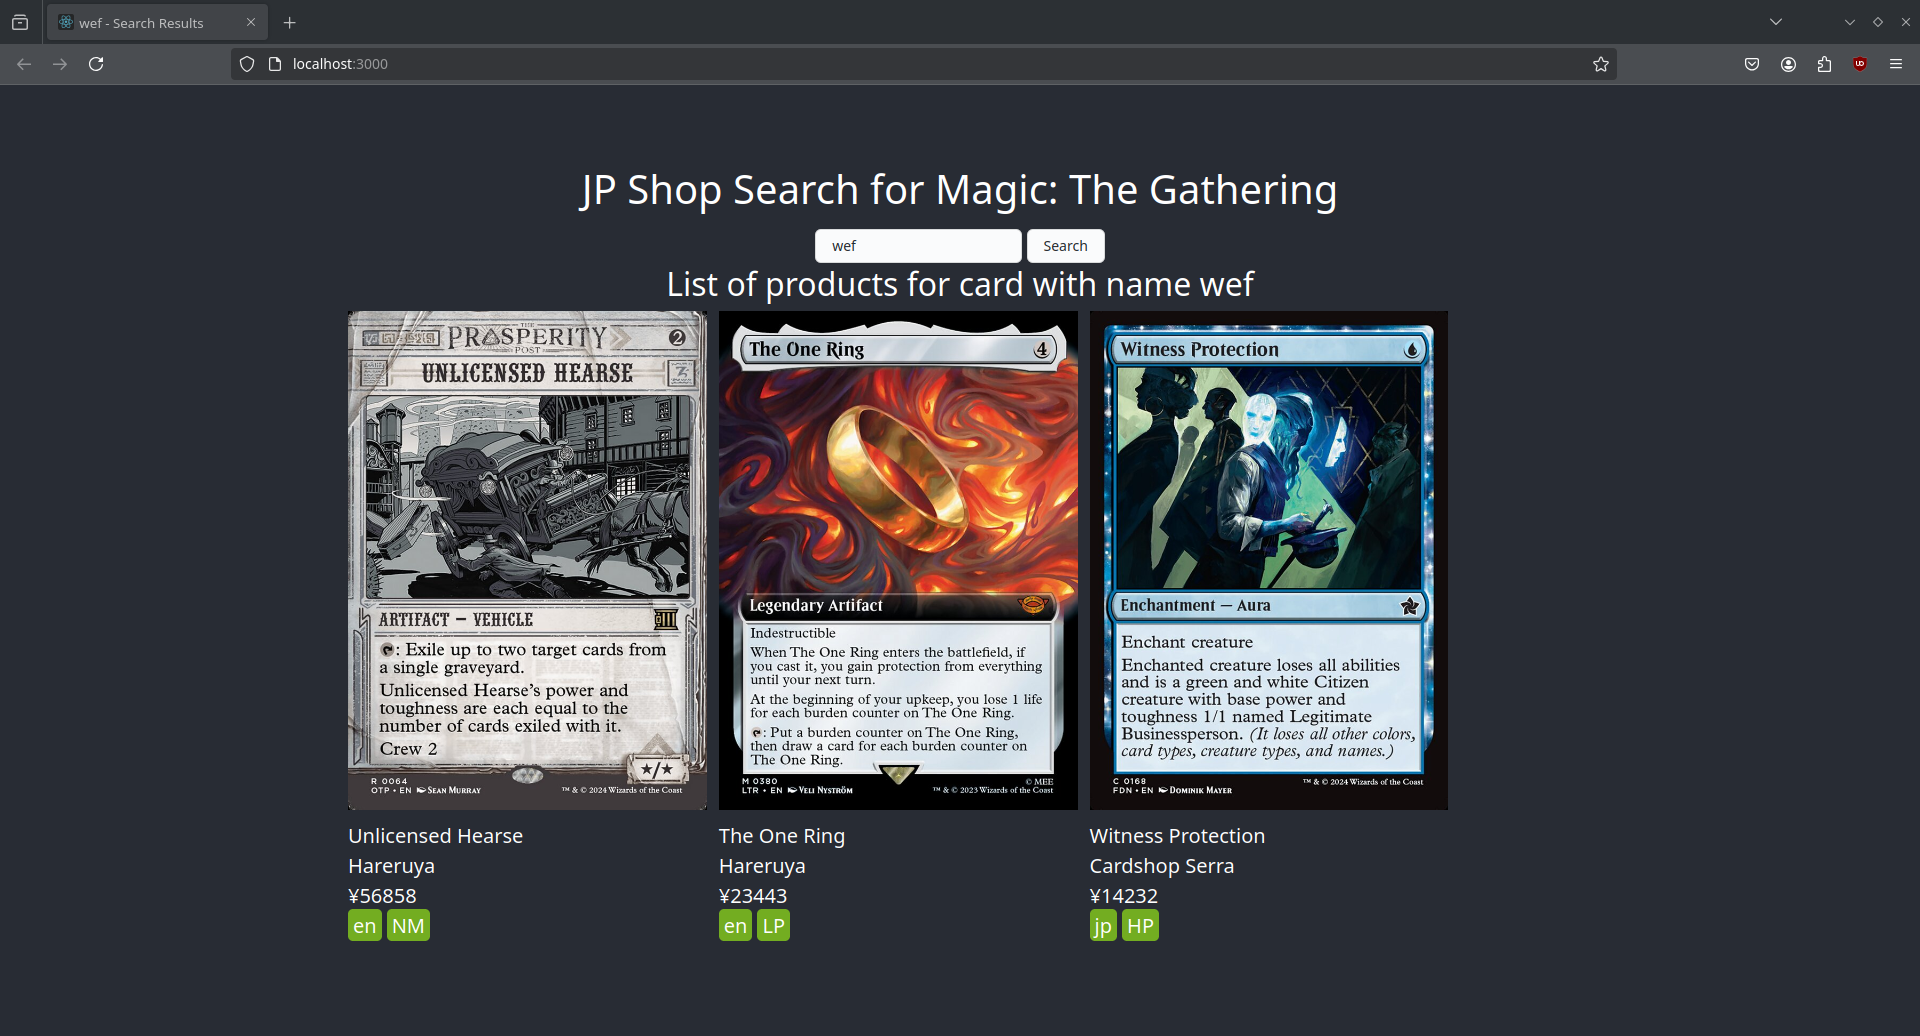 wef - Search Results
localhost:3000
JP Shop Search for Magic: The Gathering
wef
Search
List of products for card with name wef
THE
PROSPERITY
POST
2
UNLICENSED HEARSE
ARTIFACT – VEHICLE
: Exile up to two target cards from
a single graveyard.
Unlicensed Hearse's power and
toughness are each equal to the
number of cards exiled with it.
Crew 2
★/★
R 0064
OTP • EN SEAN MURRAY
™ & © 2024 Wizards of the Coast
The One Ring
4
Legendary Artifact
Indestructible
When The One Ring enters the battlefield, if
you cast it, you gain protection from everything
until your next turn.
At the beginning of your upkeep, you lose 1 life
for each burden counter on The One Ring.
: Put a burden counter on The One Ring,
then draw a card for each burden counter on
The One Ring.
M 0380
© MEE
LTR • EN VELI NYSTRÖM
™ & © 2023 Wizards of the Coast
Witness Protection
Enchantment — Aura
Enchant creature
Enchanted creature loses all abilities
and is a green and white Citizen
creature with base power and
toughness 1/1 named Legitimate
Businessperson. (It loses all other colors,
card types, creature types, and names.)
C 0168
™ & © 2024 Wizards of the Coast
FDN • EN DOMINIK MAYER
Unlicensed Hearse
Hareruya
¥56858
en NM
The One Ring
Hareruya
¥23443
en LP
Witness Protection
Cardshop Serra
¥14232
jp HP